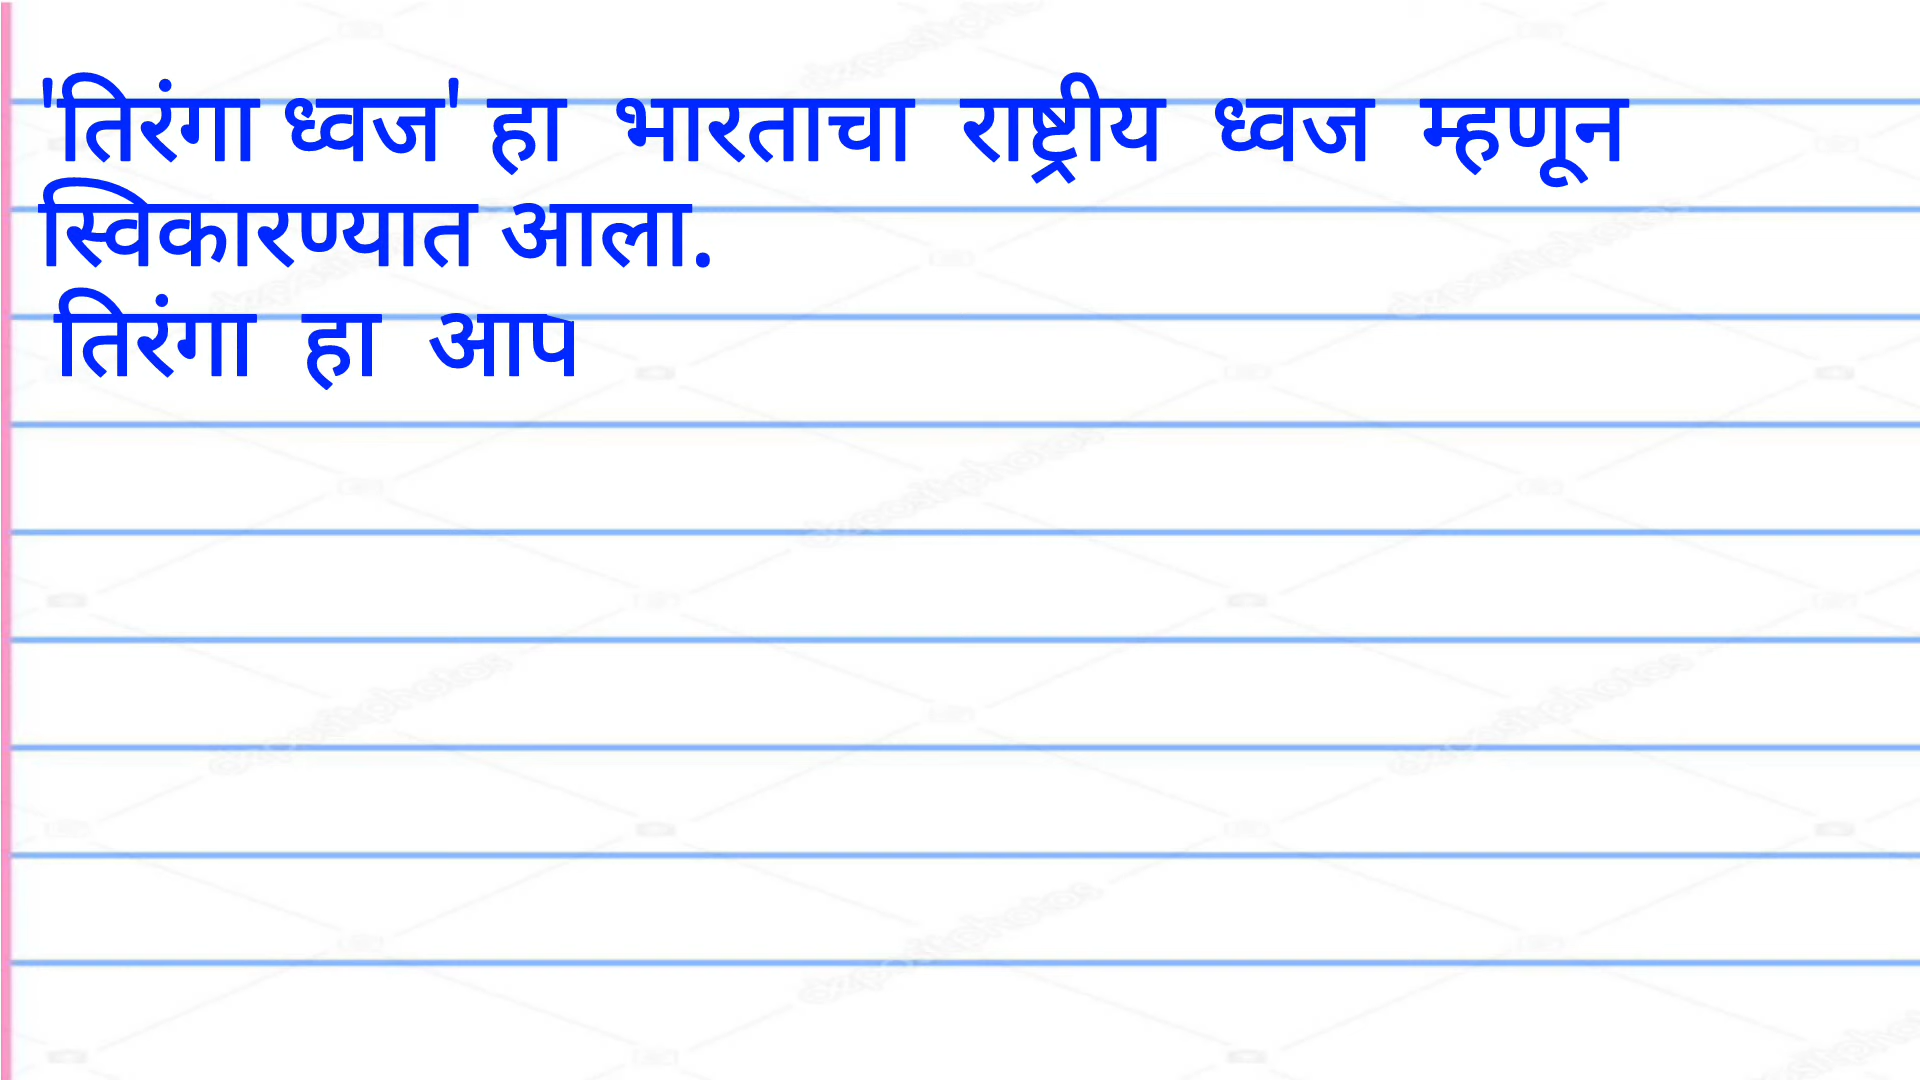 'तिरंगा ध्वज' हा भारताचा राष्ट्रीय ध्वज म्हणून
स्विकारण्यात आला.
तिरंगा हा आप